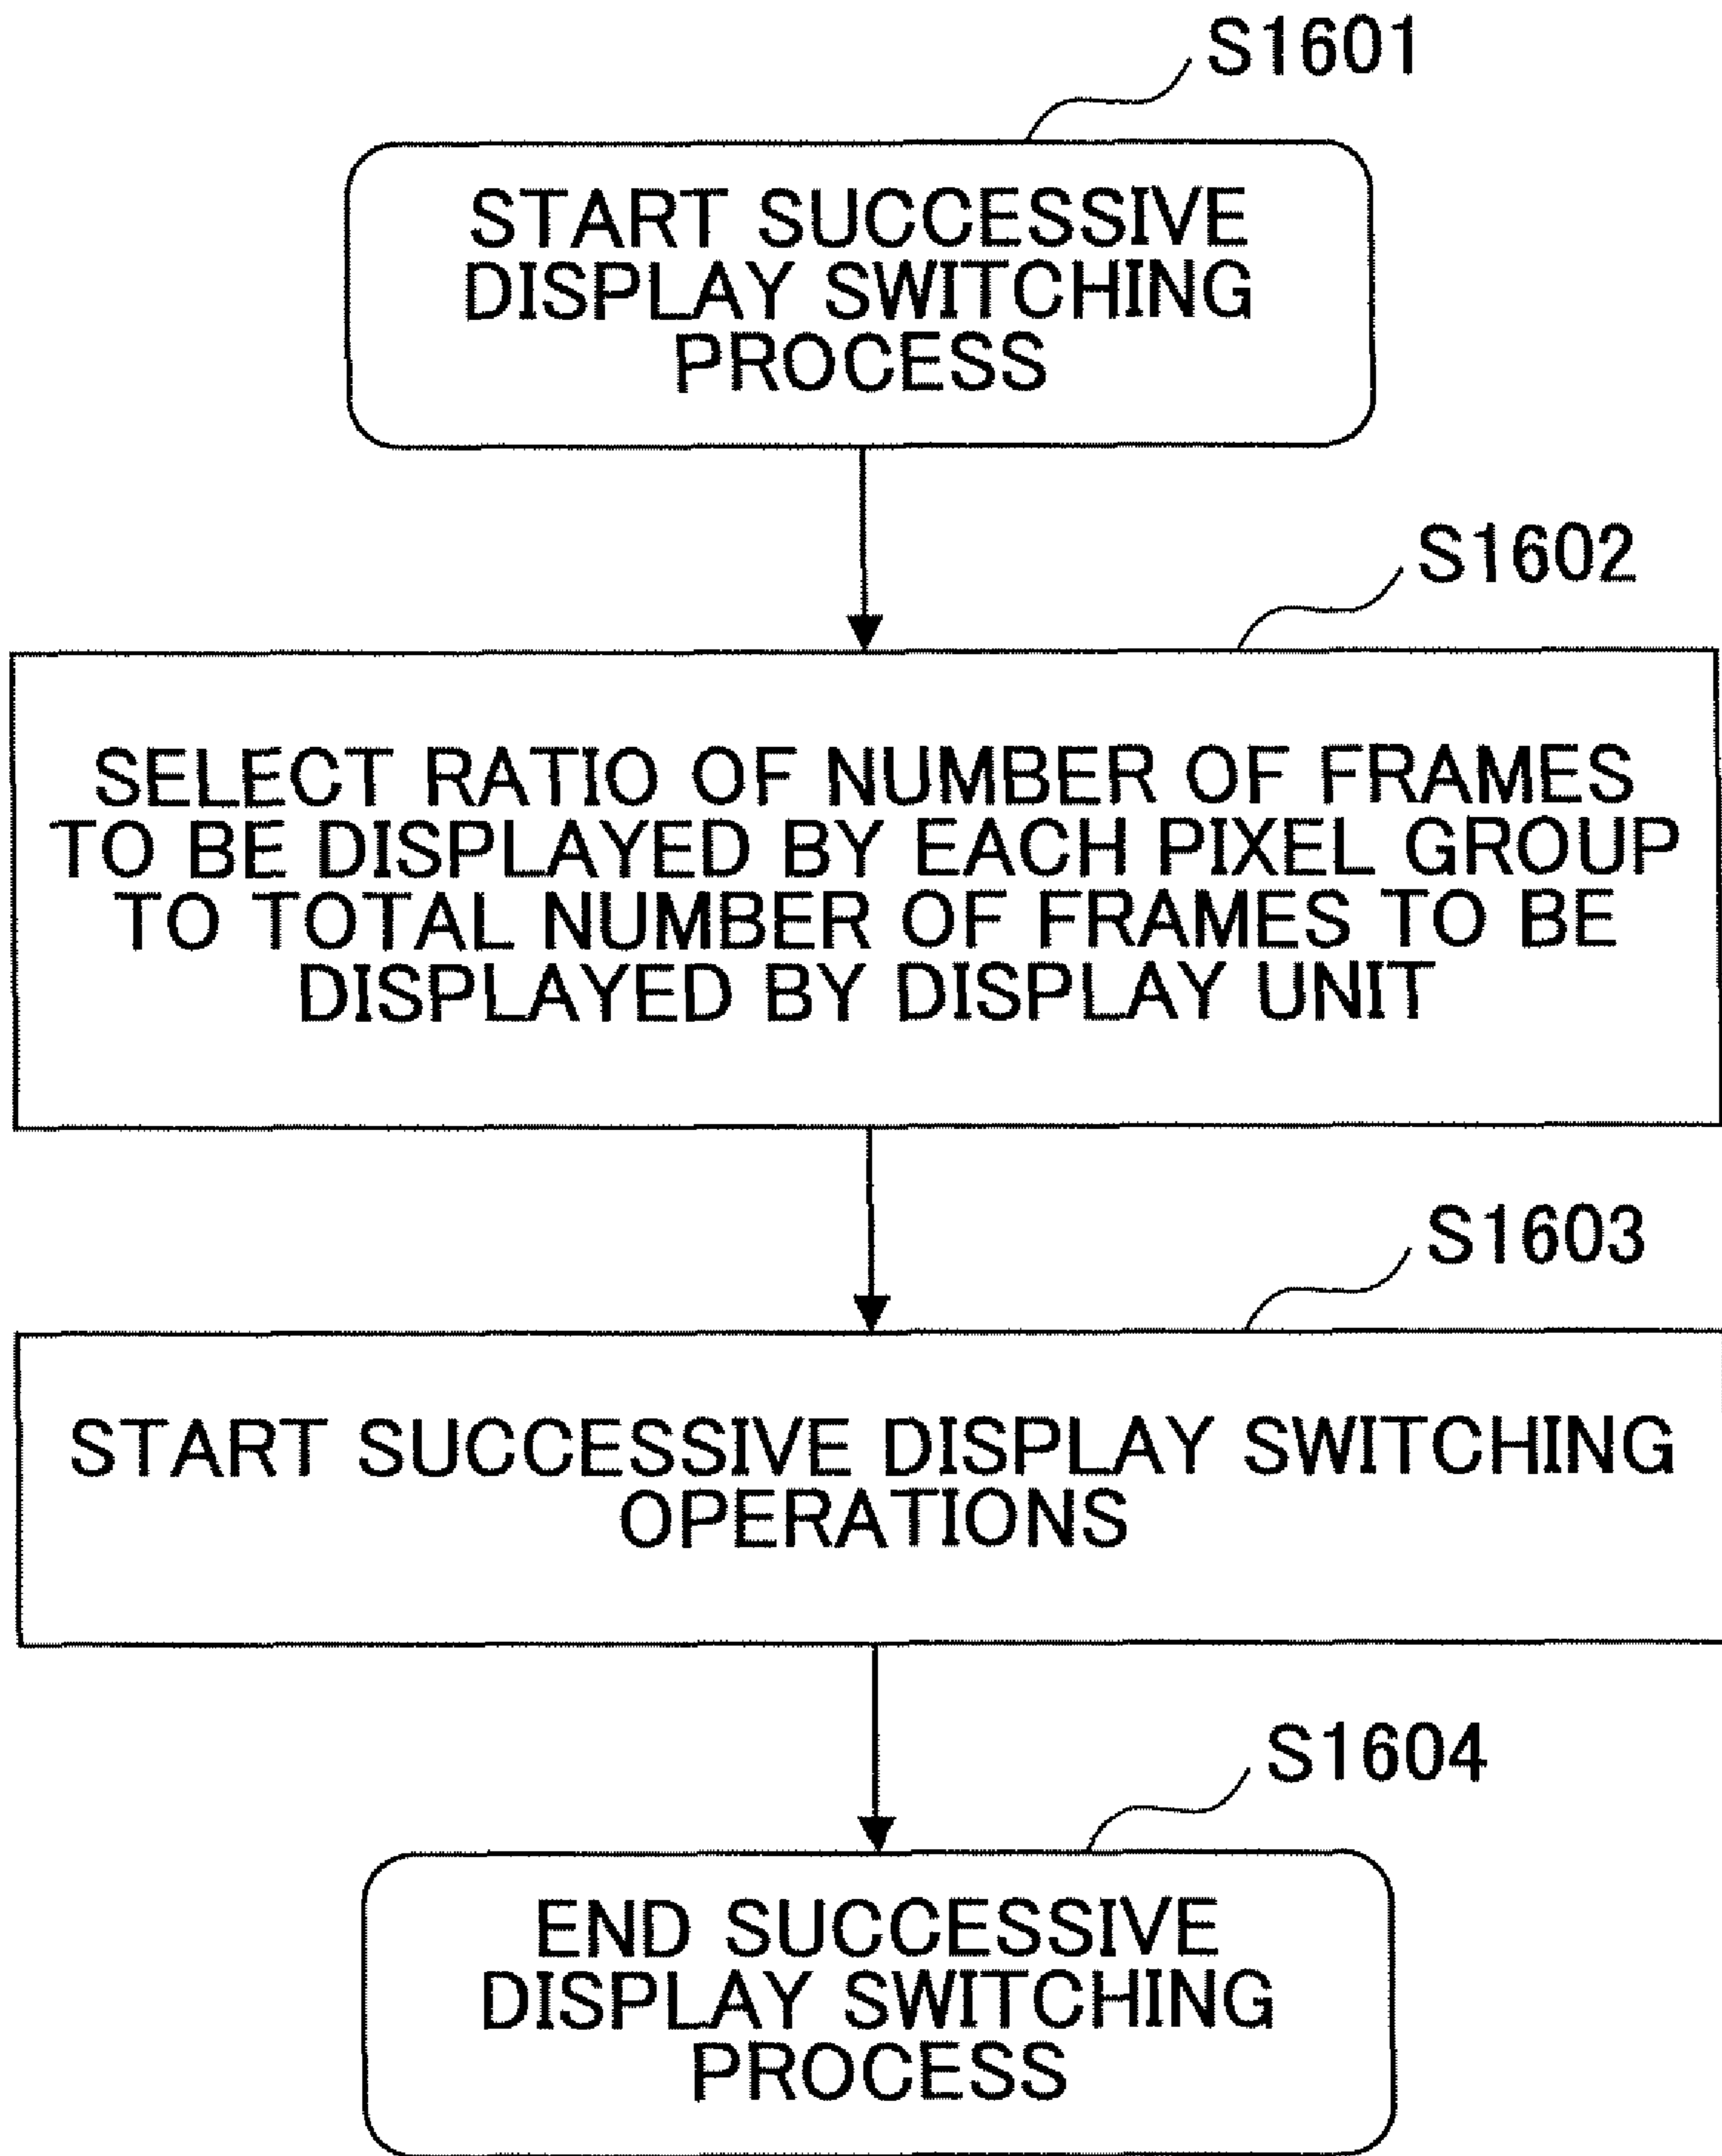 S1601
START SUCCESSIVE
DISPLAY SWITCHING
PROCESS
S1602
SELECT RATIO OF NUMBER OF FRAMES
TO BE DISPLAYED BY EACH PIXEL GROUP
TO TOTAL NUMBER OF FRAMES TO BE
DISPLAYED BY DISPLAY UNIT
S1603
START SUCCESSIVE DISPLAY SWITCHING
OPERATIONS
S1604
END SUCCESSIVE
DISPLAY SWITCHING
PROCESS